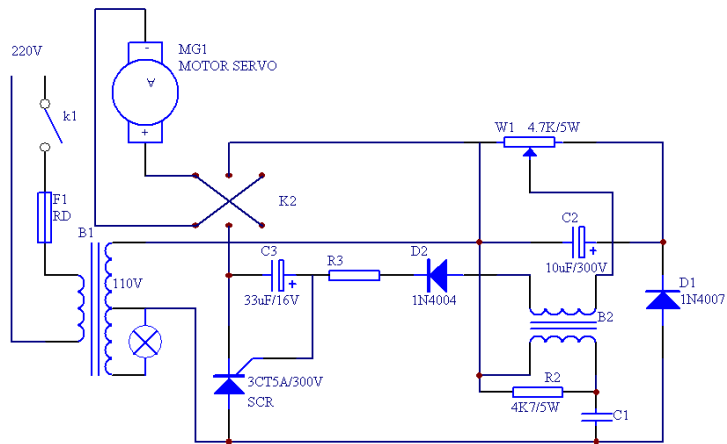 220V
k1
F1
RD
B1
110V
-
MG1
MOTOR SERVO
A
+
K2
W1 4.7K/5W
C3
+
33uF/16V
R3
D2
1N4004
C2
+
10uF/300V
D1
1N4007
B2
3CT5A/300V
SCR
R2
4K7/5W
C1